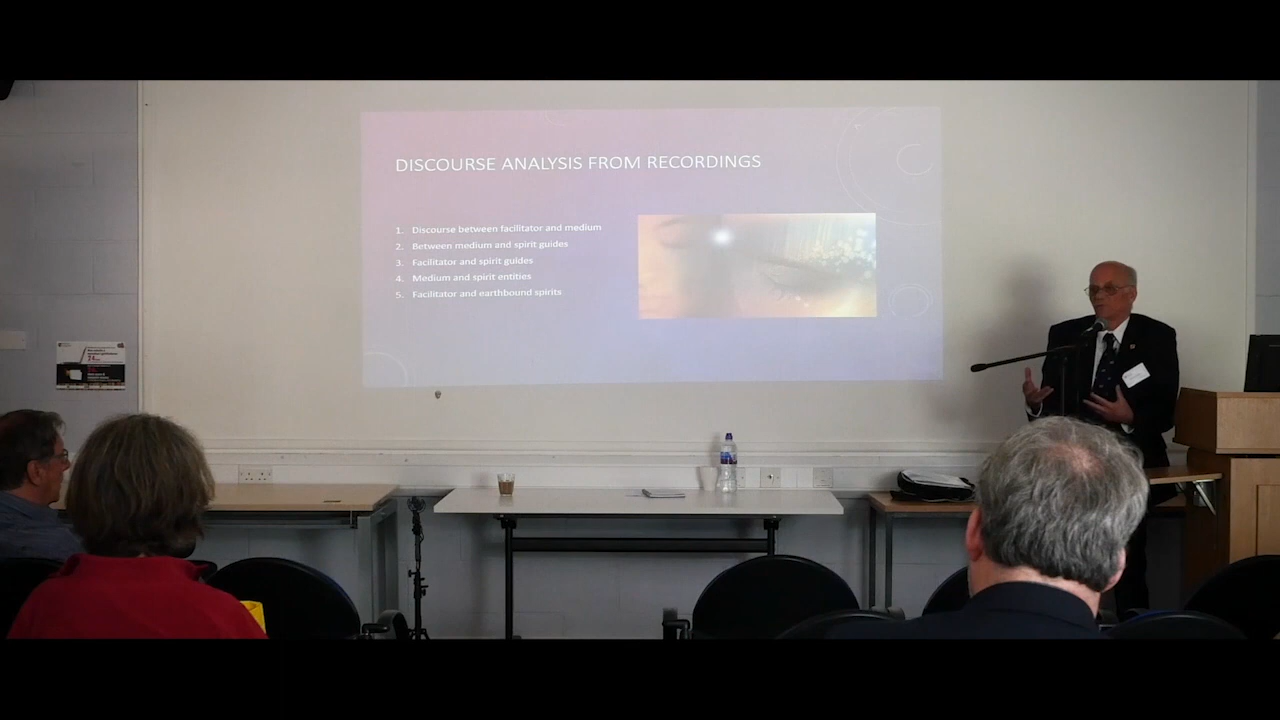 DISCOURSE ANALYSIS FROM RECORDINGS
1. Discourse between facilitator and medium
2. Between medium and spirit guides
3. Facilitator and spirit guides
4. Medium and spirit entities
5. Facilitator and earthbound spirits